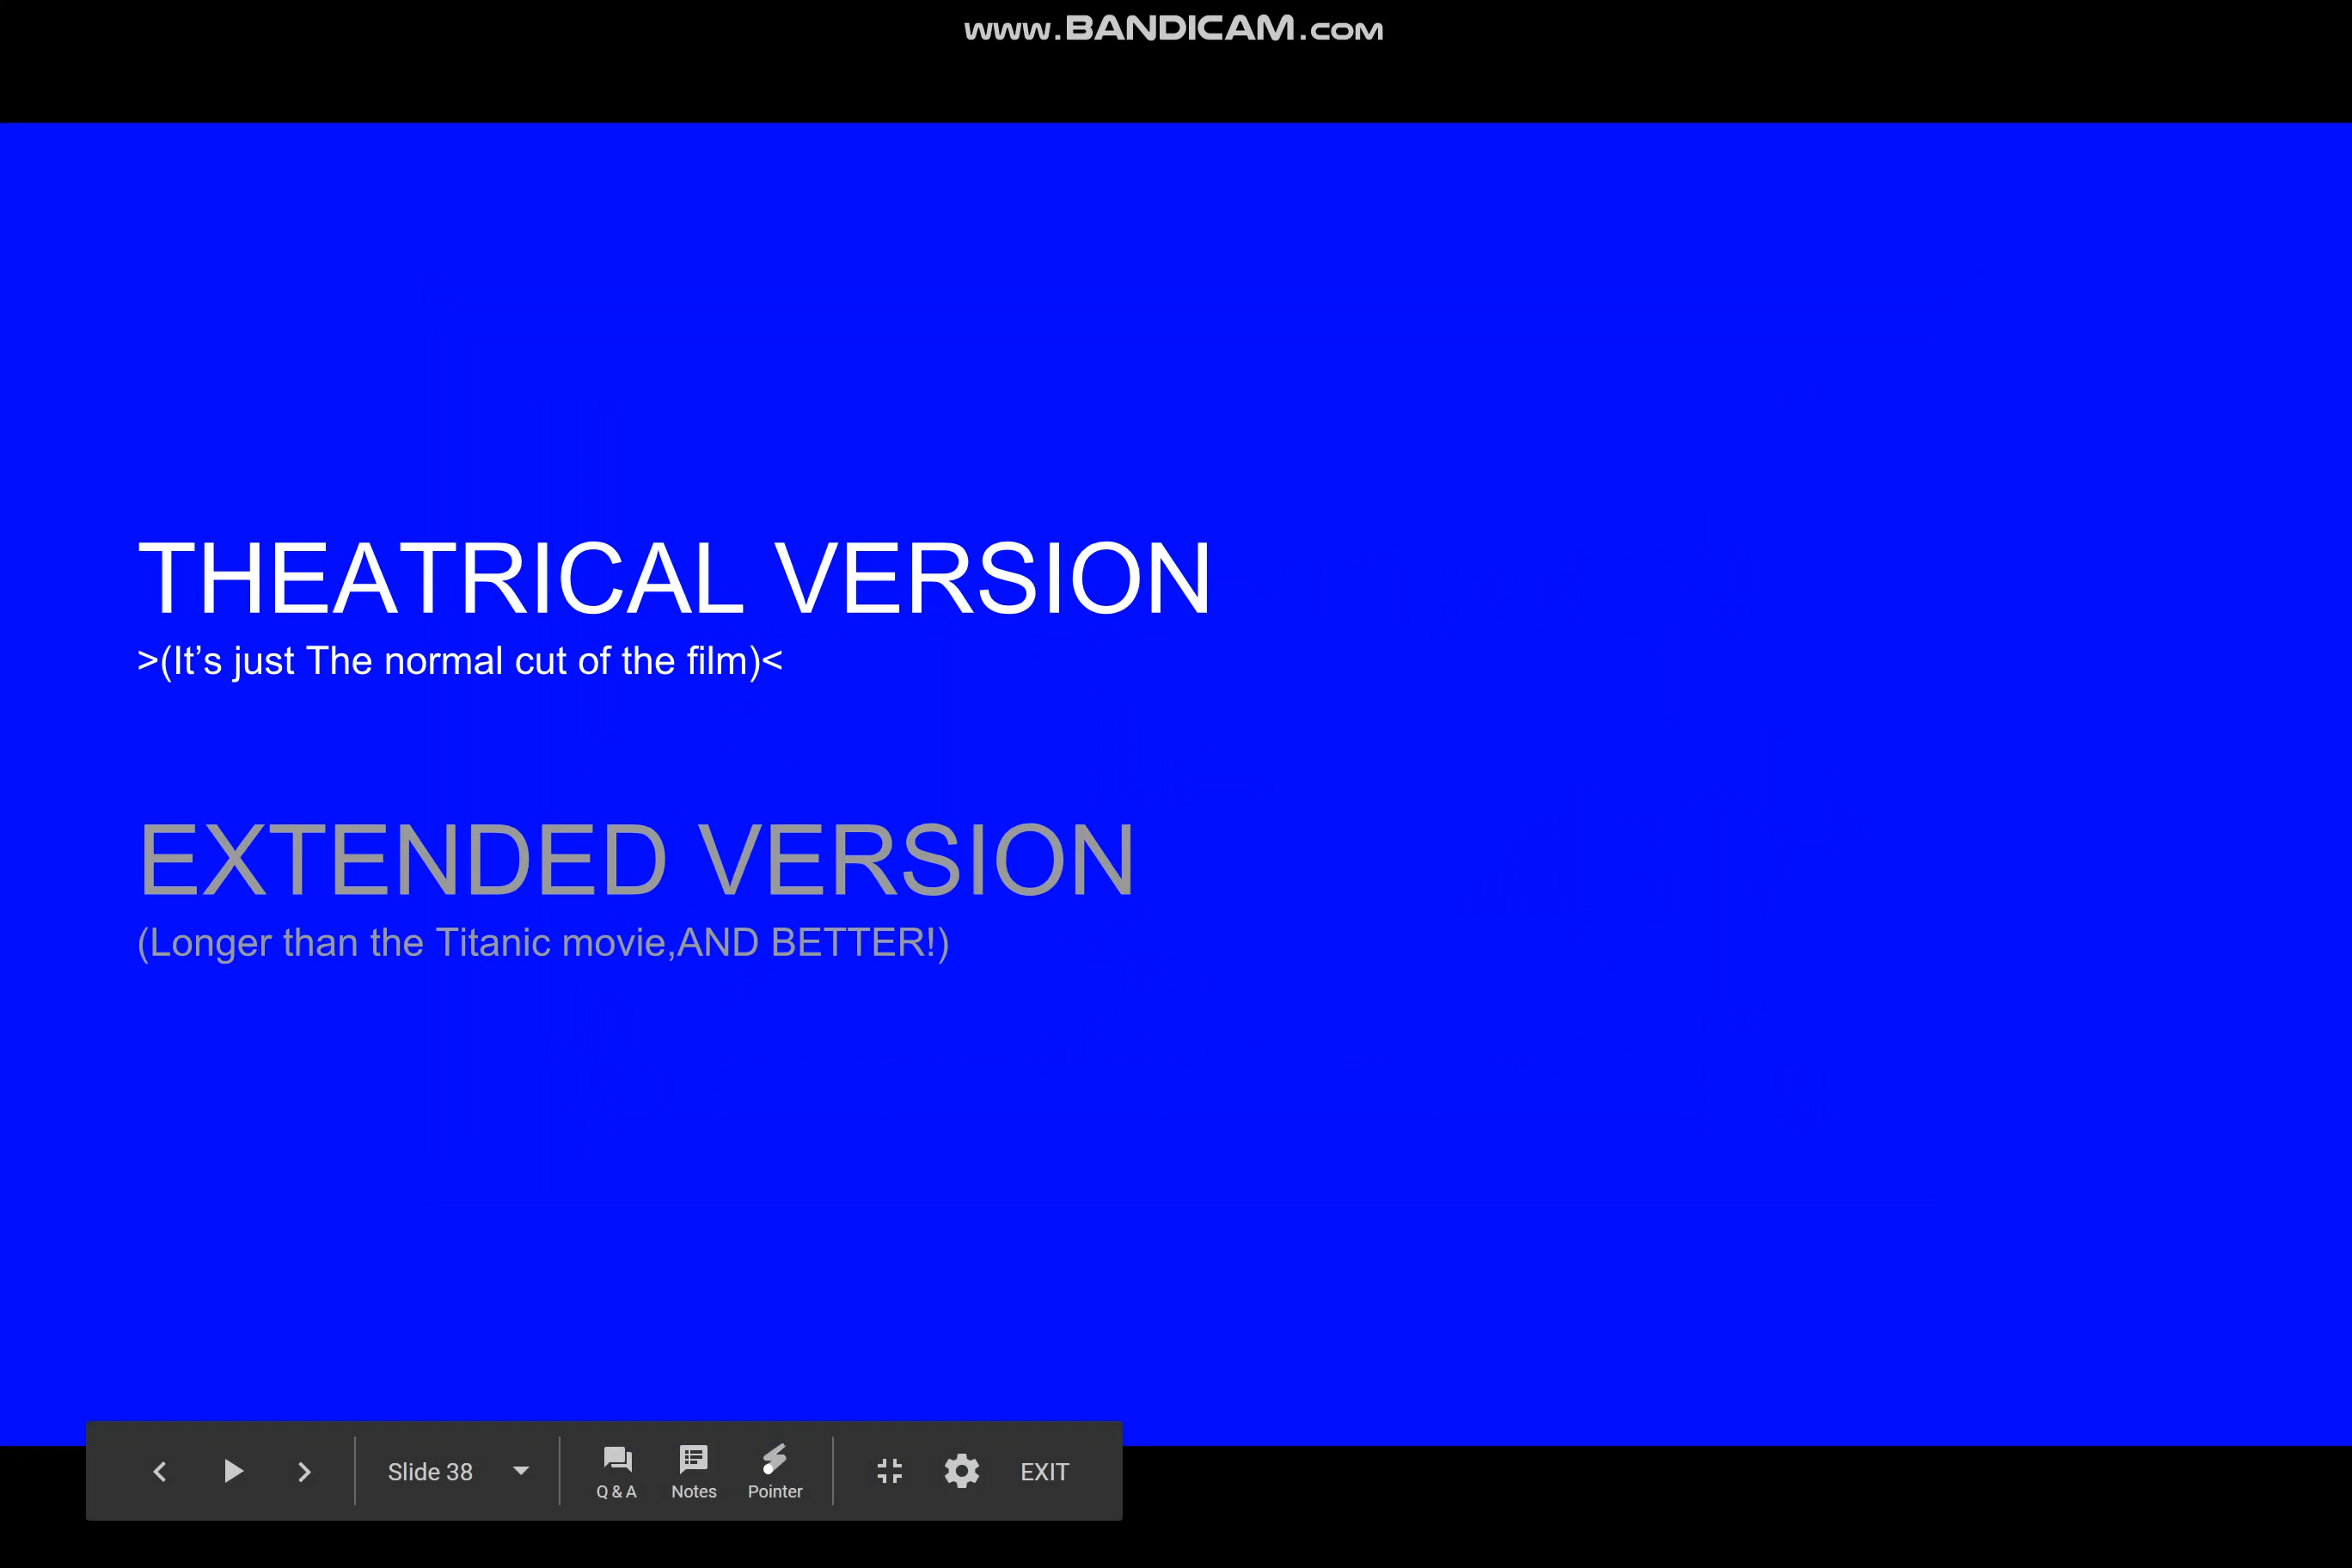 www.BANDICAM.com
THEATRICAL VERSION
>(It’s just The normal cut of the film)<
EXTENDED VERSION
(Longer than the Titanic movie,AND BETTER!)
Slide 38
Q & A
Notes
Pointer
EXIT